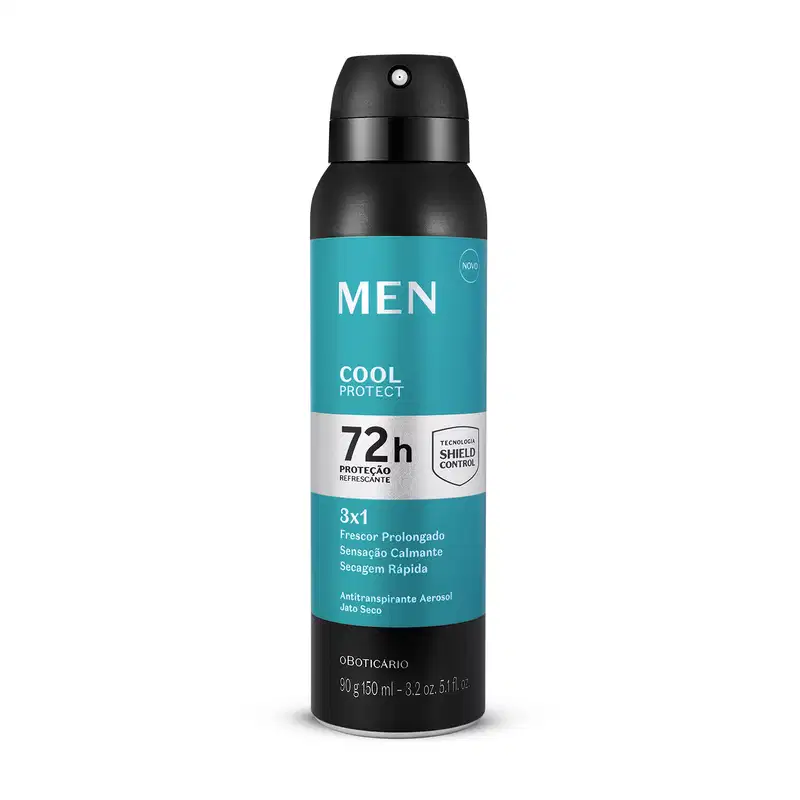 NOVO
MEN
COOL
PROTECT
72h
PROTEÇÃO
REFRESCANTE
TECNOLOGIA
SHIELD
CONTROL
3x1
Frescor Prolongado
Sensação Calmante
Secagem Rápida
Antitranspirante Aerosol
Jato Seco
oBOTICÁRIO
90 g 150 ml – 3.2 oz. 5.1 fl. oz.